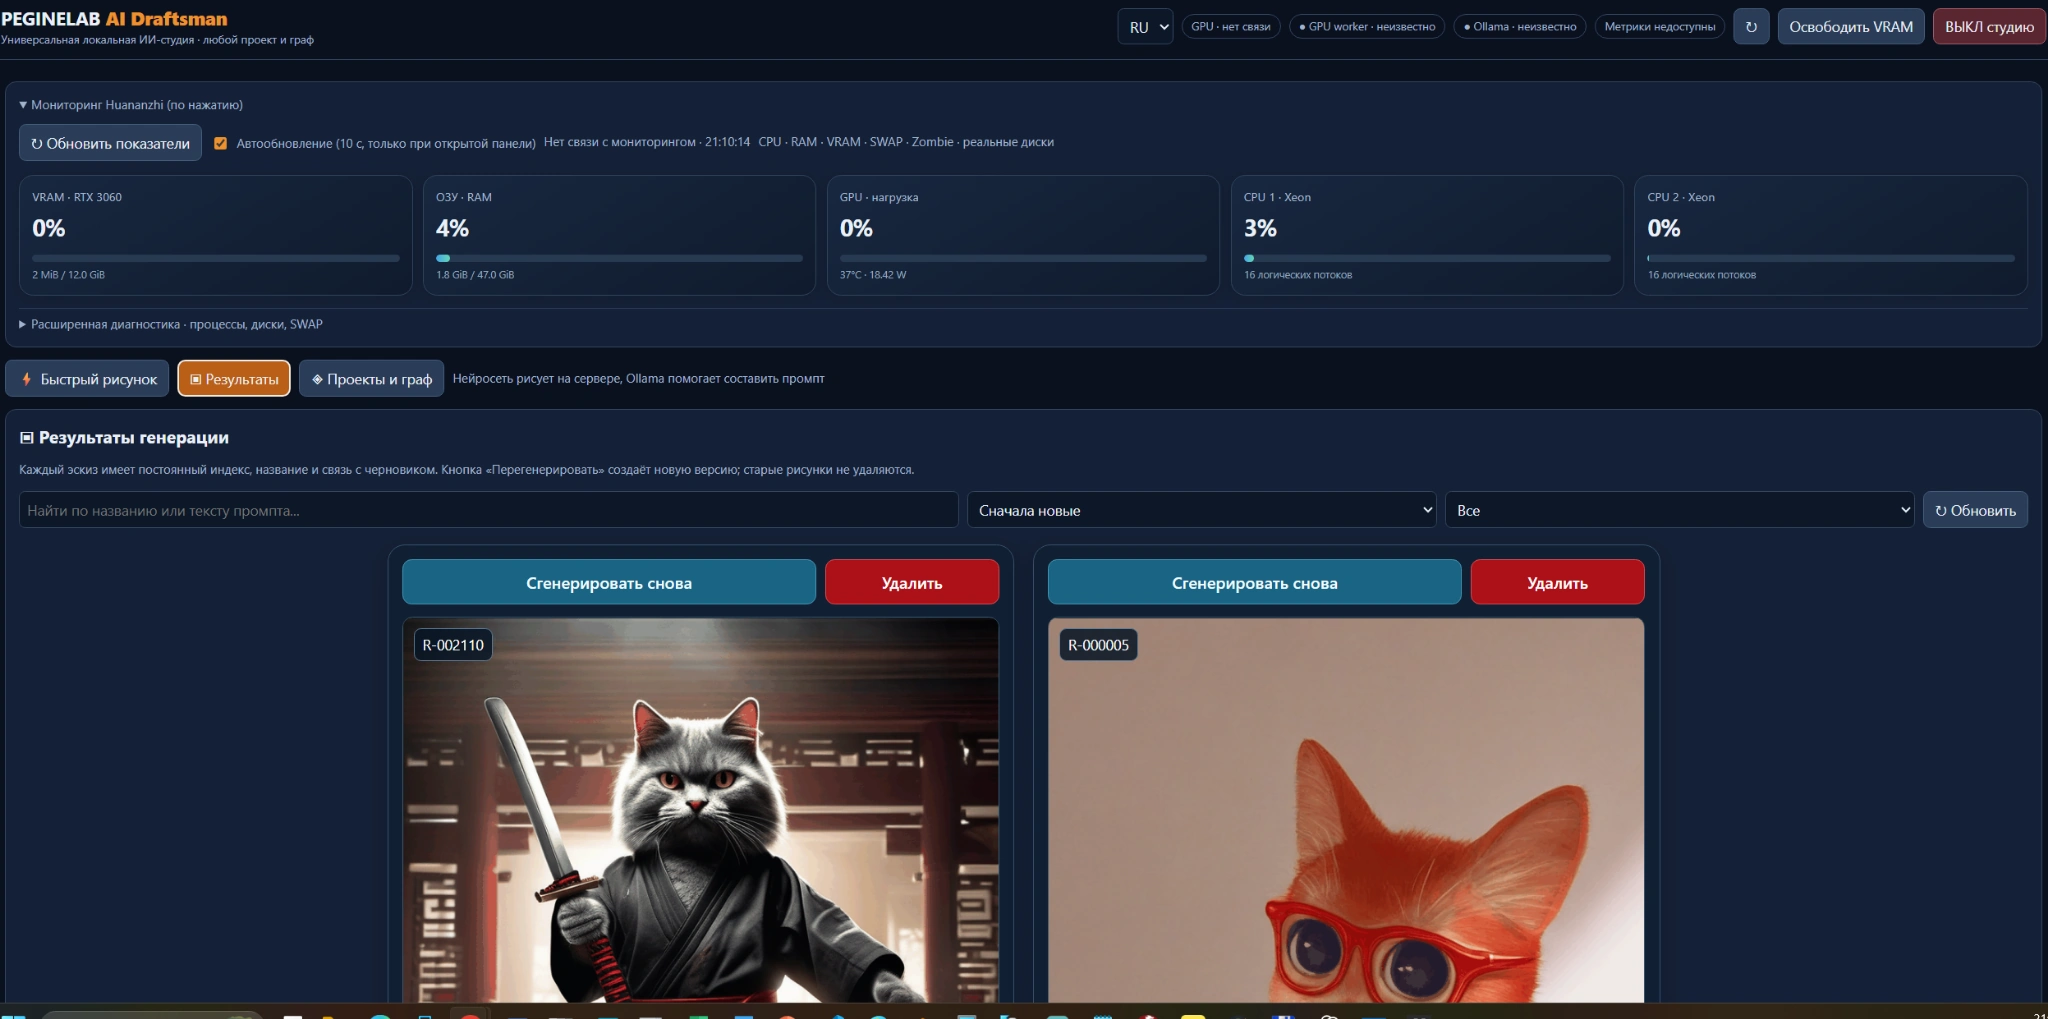 PEGINELAB AI Draftsman
Универсальная локальная ИИ-студия · любой проект и граф
RU
GPU · нет связи
● GPU worker · неизвестно
● Ollama · неизвестно
Метрики недоступны
↻
Освободить VRAM
ВЫКЛ студию
▼ Мониторинг Huananzhi (по нажатию)
↻ Обновить показатели
Автообновление (10 с, только при открытой панели)
Нет связи с мониторингом · 21:10:14
CPU · RAM · VRAM · SWAP · Zombie · реальные диски
VRAM · RTX 3060
0%
2 MiB / 12.0 GiB
ОЗУ · RAM
4%
1.8 GiB / 47.0 GiB
GPU · нагрузка
0%
37°C · 18.42 W
CPU 1 · Xeon
3%
16 логических потоков
CPU 2 · Xeon
0%
16 логических потоков
▶ Расширенная диагностика · процессы, диски, SWAP
Быстрый рисунок
▣ Результаты
◈ Проекты и граф
Нейросеть рисует на сервере, Ollama помогает составить промпт
▣ Результаты генерации
Каждый эскиз имеет постоянный индекс, название и связь с черновиком. Кнопка «Перегенерировать» создаёт новую версию; старые рисунки не удаляются.
Найти по названию или тексту промпта...
Сначала новые
Все
↻ Обновить
Сгенерировать снова
Удалить
R-002110
Сгенерировать снова
Удалить
R-000005